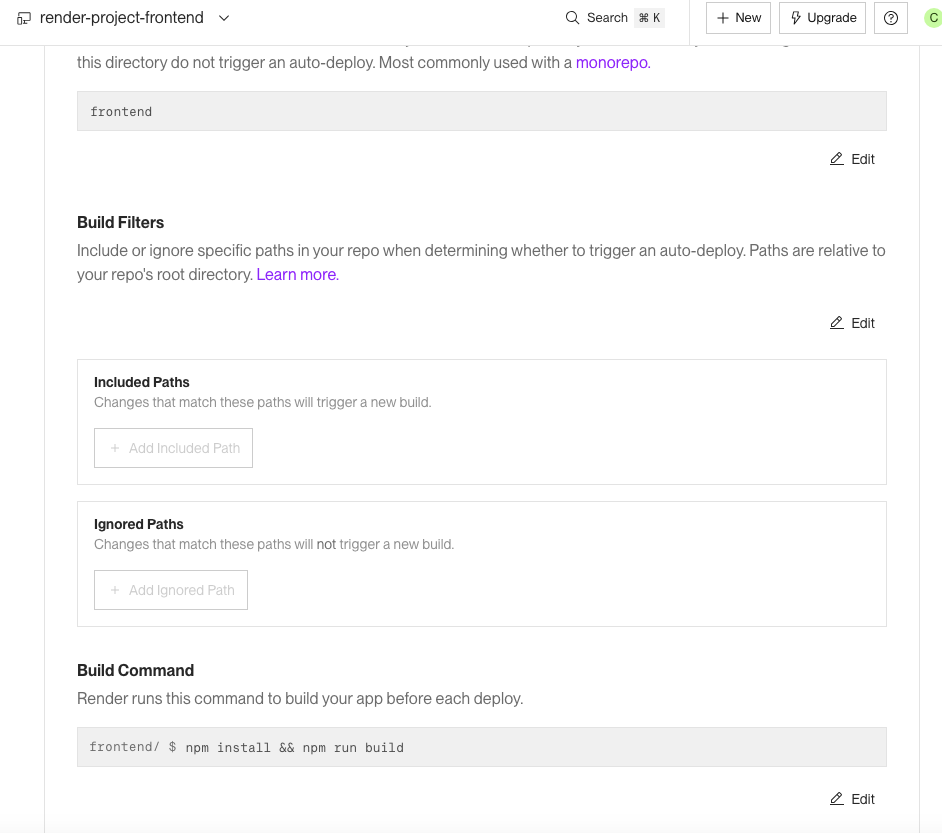 render-project-frontend
Search ⌘ K
+ New
Upgrade
C
this directory do not trigger an auto-deploy. Most commonly used with a monorepo.
frontend
Edit
Build Filters
Include or ignore specific paths in your repo when determining whether to trigger an auto-deploy. Paths are relative to
your repo's root directory. Learn more.
Edit
Included Paths
Changes that match these paths will trigger a new build.
+ Add Included Path
Ignored Paths
Changes that match these paths will not trigger a new build.
+ Add Ignored Path
Build Command
Render runs this command to build your app before each deploy.
frontend/ $ npm install && npm run build
Edit